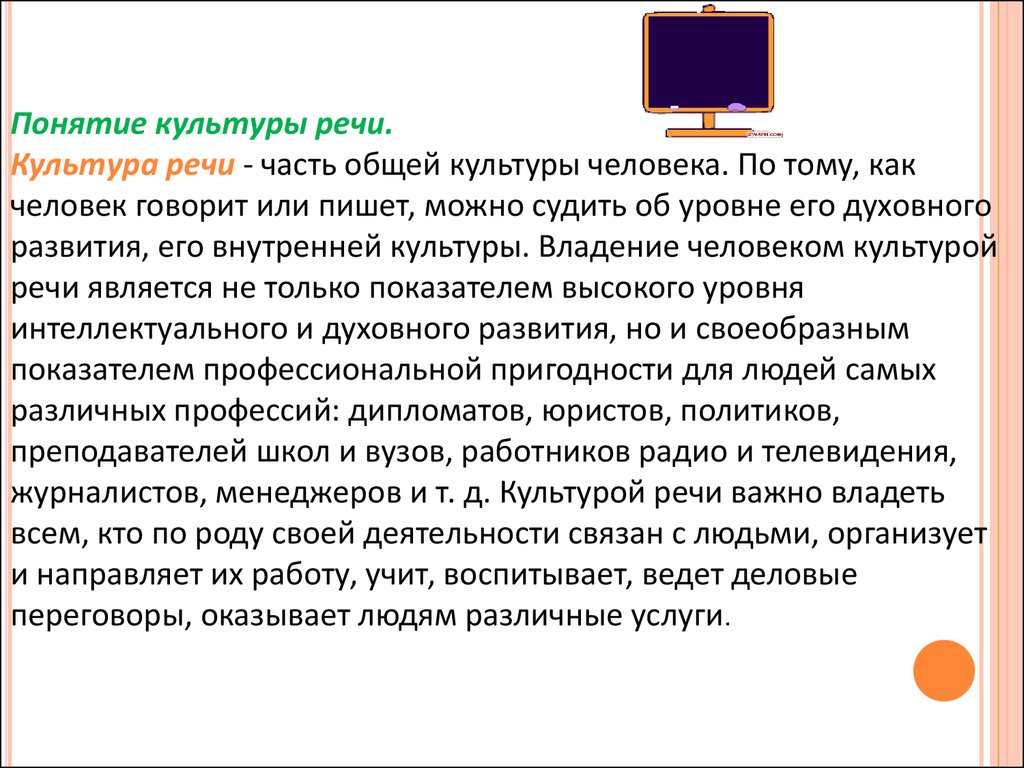 Понятие культуры речи.
Культура речи - часть общей культуры человека. По тому, как
человек говорит или пишет, можно судить об уровне его духовного
развития, его внутренней культуры. Владение человеком культурой
речи является не только показателем высокого уровня
интеллектуального и духовного развития, но и своеобразным
показателем профессиональной пригодности для людей самых
различных профессий: дипломатов, юристов, политиков,
преподавателей школ и вузов, работников радио и телевидения,
журналистов, менеджеров и т. д. Культурой речи важно владеть
всем, кто по роду своей деятельности связан с людьми, организует
и направляет их работу, учит, воспитывает, ведет деловые
переговоры, оказывает людям различные услуги.